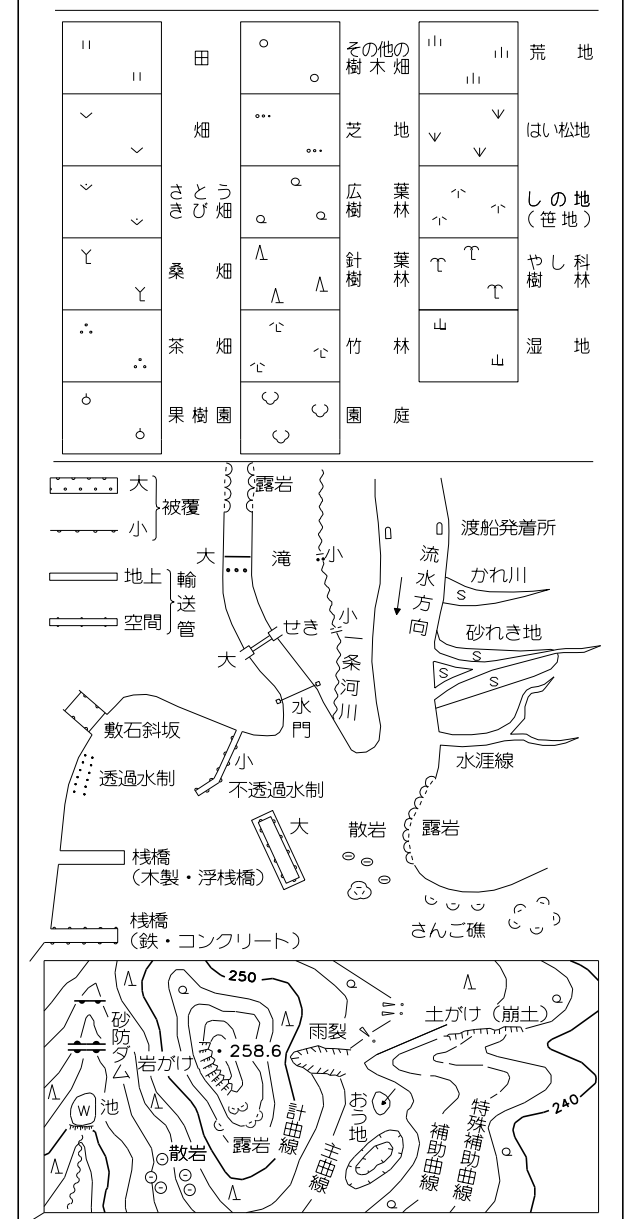 田
畑
さとう
きび畑
桑 畑
茶 畑
果樹園
その他の
樹木畑
芝 地
広 葉
樹 林
針 葉
樹 林
竹 林
園 庭
荒 地
はい松地
しの地
(笹地)
やし科
樹 林
湿 地
大
小
被覆
地上
空間
輸送管
露岩
大 滝 小
せき
大
小
一条河川
水門
流水方向
渡船発着所
かれ川
S
砂れき地
S
S
S
水涯線
敷石斜坂
透過水制
小
不透過水制
大
散岩
露岩
桟橋
(木製・浮桟橋)
桟橋
(鉄・コンクリート)
さんご礁
250
砂防ダム
岩がけ
258.6
雨裂
土がけ(崩土)
W 池
露岩
散岩
計曲線
主曲線
おう地
補助曲線
特殊補助曲線
240